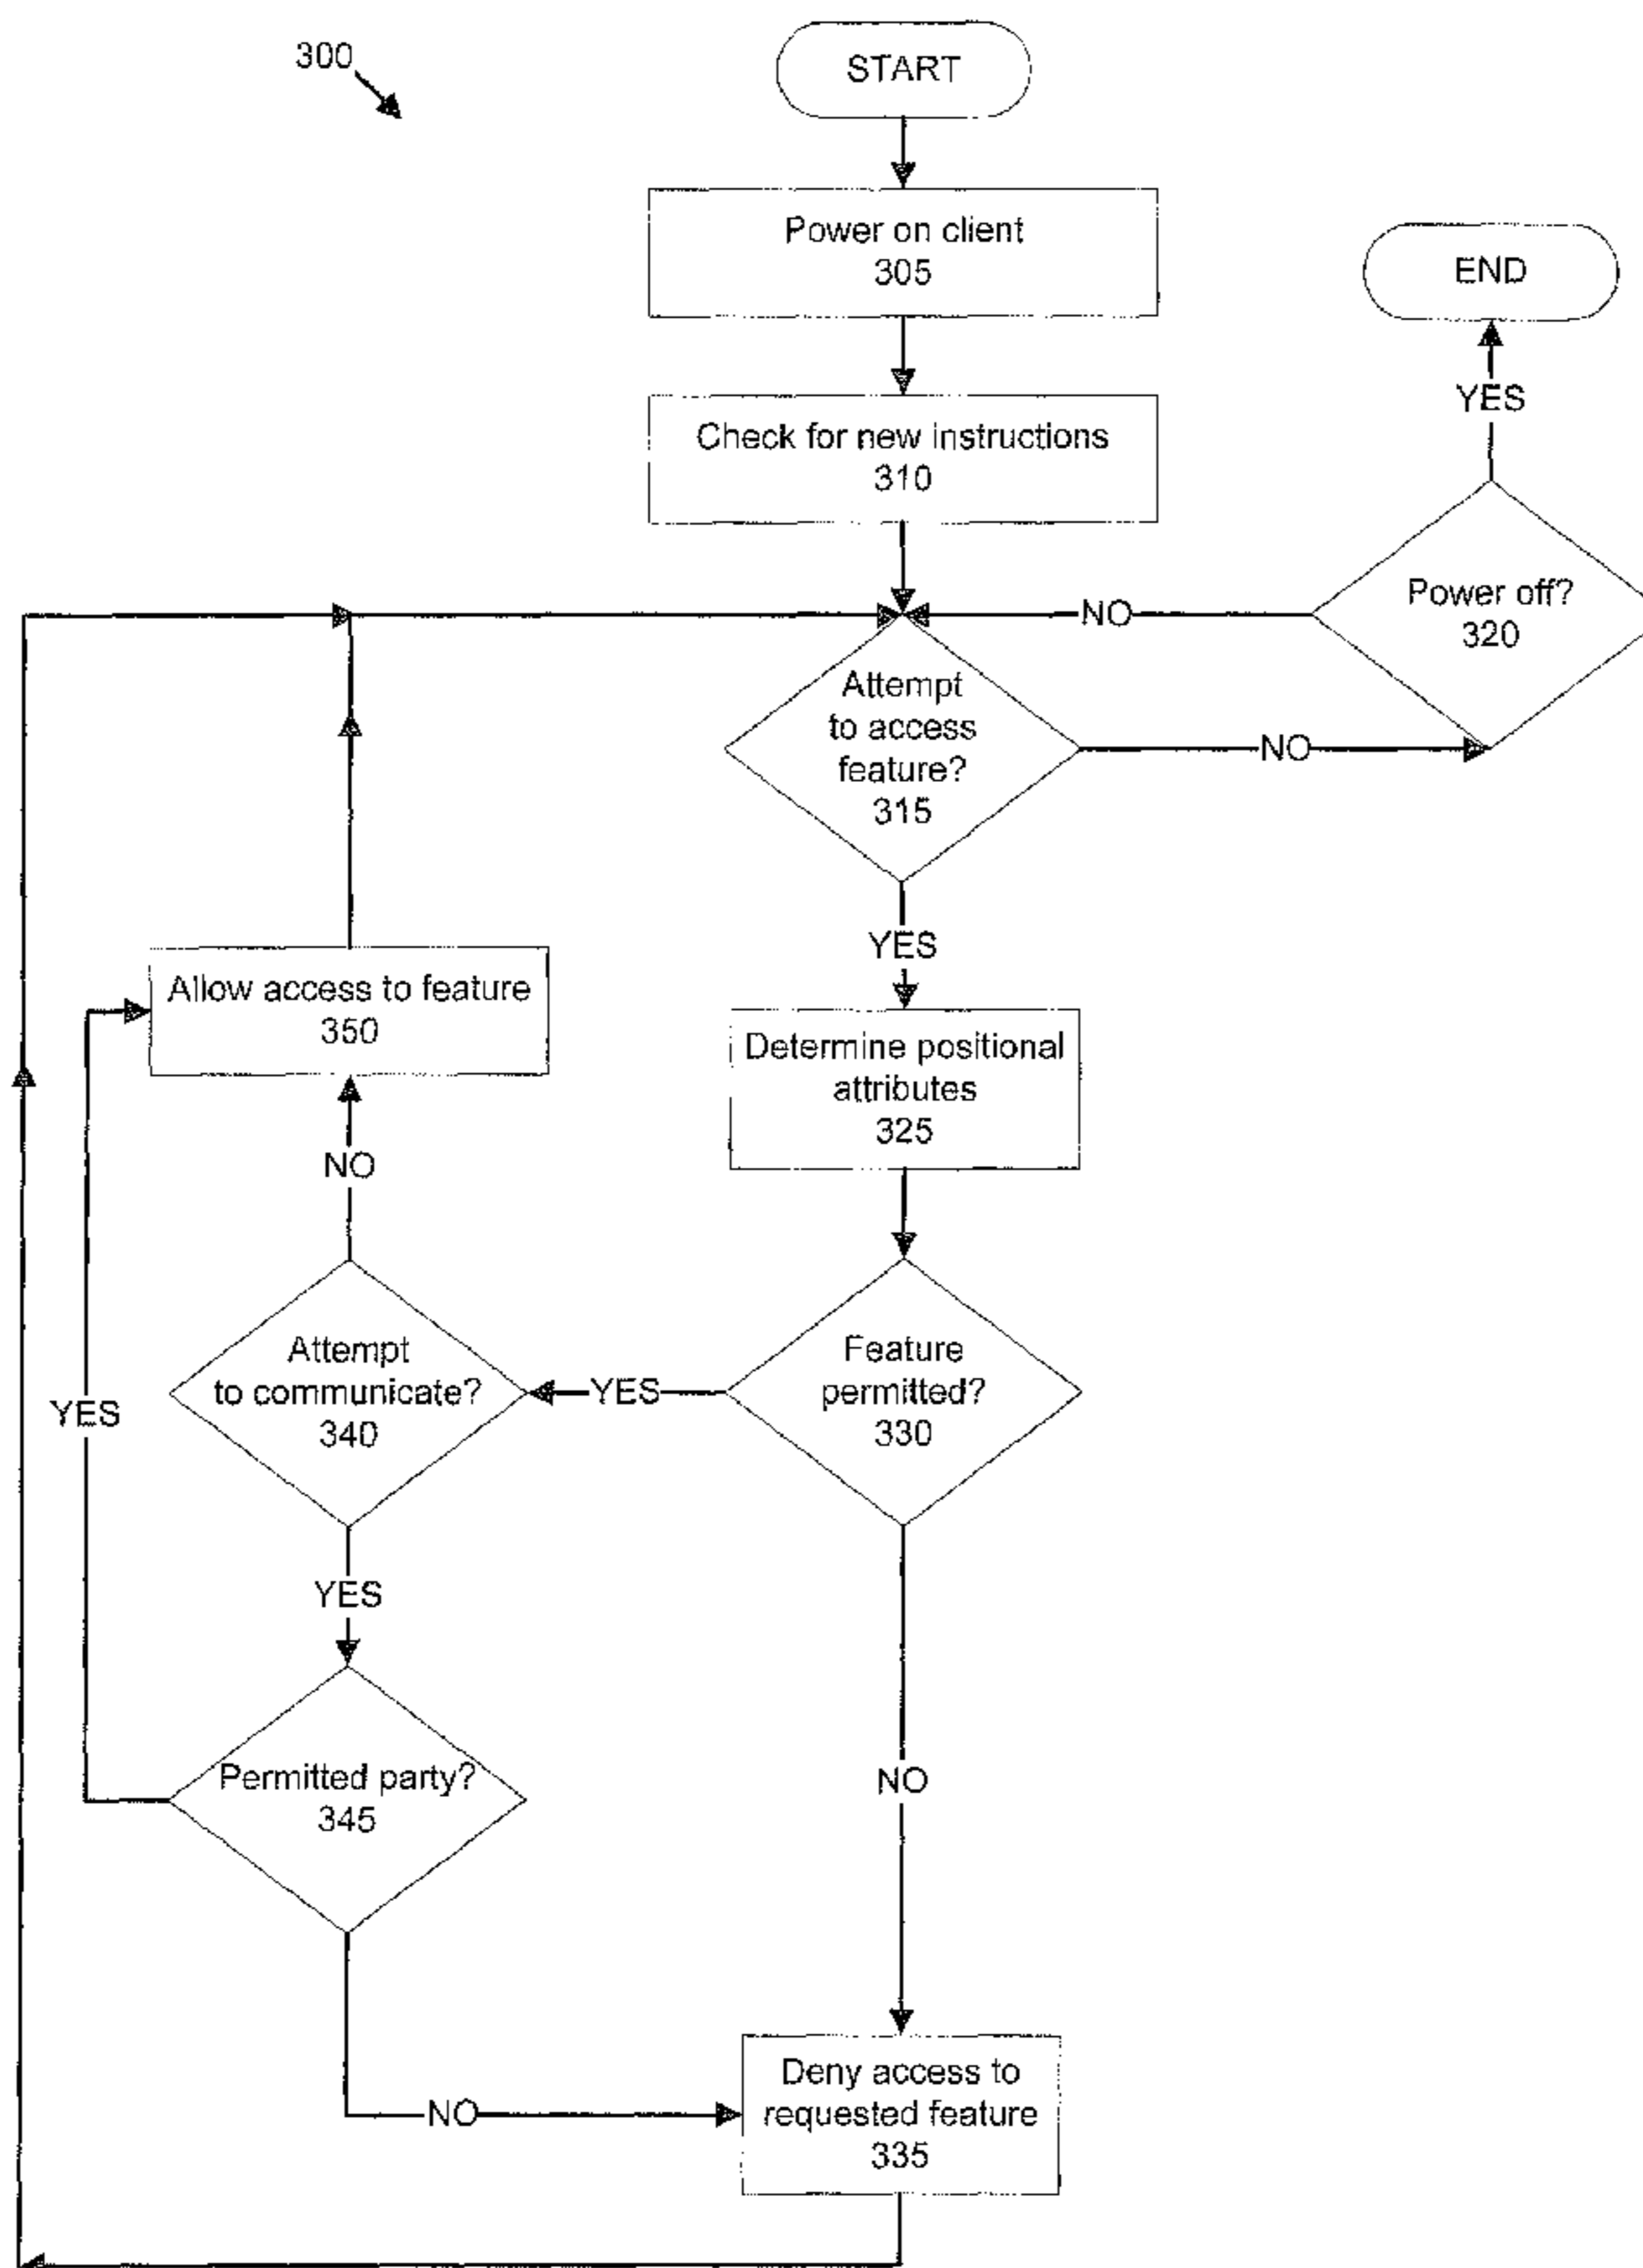 300
START
Power on client
305
END
YES
Check for new instructions
310
Power off?
320
NO
Attempt
to access
feature?
315
NO
YES
Allow access to feature
350
Determine positional
attributes
325
NO
Attempt
to communicate?
340
YES
Feature
permitted?
330
YES
YES
NO
Permitted party?
345
NO
Deny access to
requested feature
335